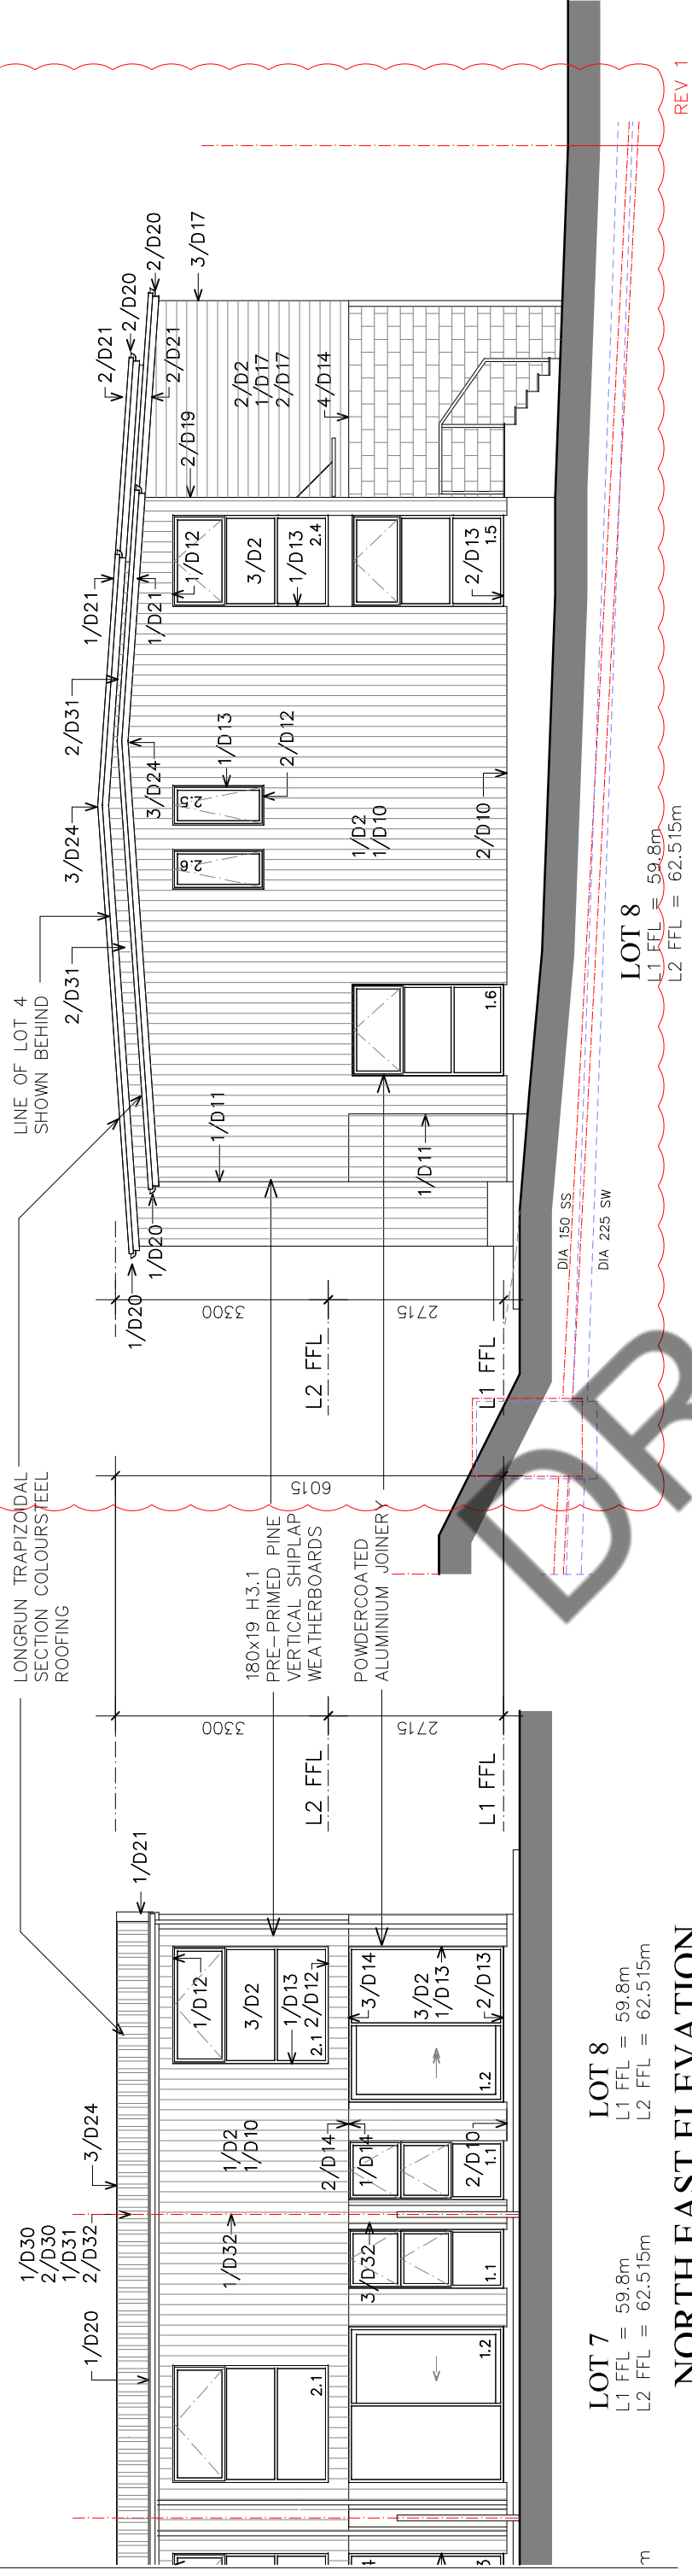 LONGRUN TRAPIZOIDAL
SECTION COLOURSTEEL
ROOFING
LINE OF LOT 4
SHOWN BEHIND
180x19 H3.1
PRE-PRIMED PINE
VERTICAL SHIPLAP
WEATHERBOARDS
POWDERCOATED
ALUMINIUM JOINERY
1/D30
2/D30
1/D31
2/D32
3/D24
1/D20
1/D21
1/D12
3/D2
1/D13
2/D12
2.1
1/D2
1/D10
2/D14
1/D14
1/D32
3/D32
2/D10
1.1
3/D14
3/D2
1/D13
2/D13
1.2
2.1
1.2
1.1
3300
2715
L2 FFL
L1 FFL
6015
3300
2715
L2 FFL
L1 FFL
1/D20
1/D20
1/D11
1/D11
2/D31
3/D24
2/D31
3/D24
1/D21
1/D21
2/D21
2/D20
2/D20
2/D21
3/D17
2/D19
2/D2
1/D17
2/D17
4/D14
1/D12
3/D2
1/D13
2.4
2/D13
1.5
1/D13
2/D12
2.5
2.6
1/D2
1/D10
2/D10
1.6
DIA 150 SS
DIA 225 SW
REV 1
LOT 7
L1 FFL = 59.8m
L2 FFL = 62.515m
LOT 8
L1 FFL = 59.8m
L2 FFL = 62.515m
LOT 8
L1 FFL = 59.8m
L2 FFL = 62.515m
NORTH EAST ELEVATION
DR
m